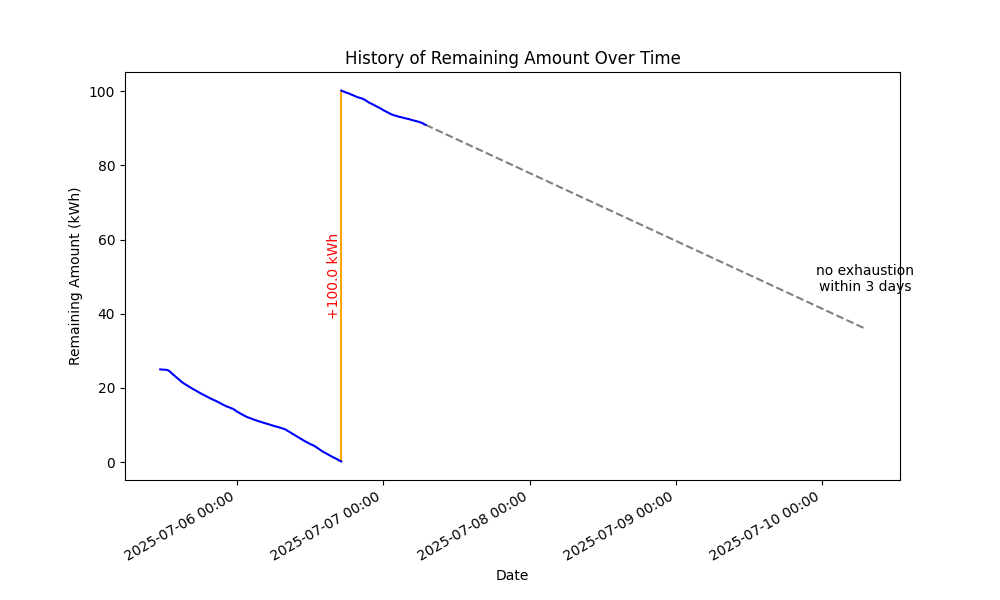 History of Remaining Amount Over Time
Remaining Amount (kWh)
100
80
60
40
20
0
+100.0 kWh
no exhaustion
within 3 days
2025-07-06 00:00
2025-07-07 00:00
2025-07-08 00:00
2025-07-09 00:00
2025-07-10 00:00
Date